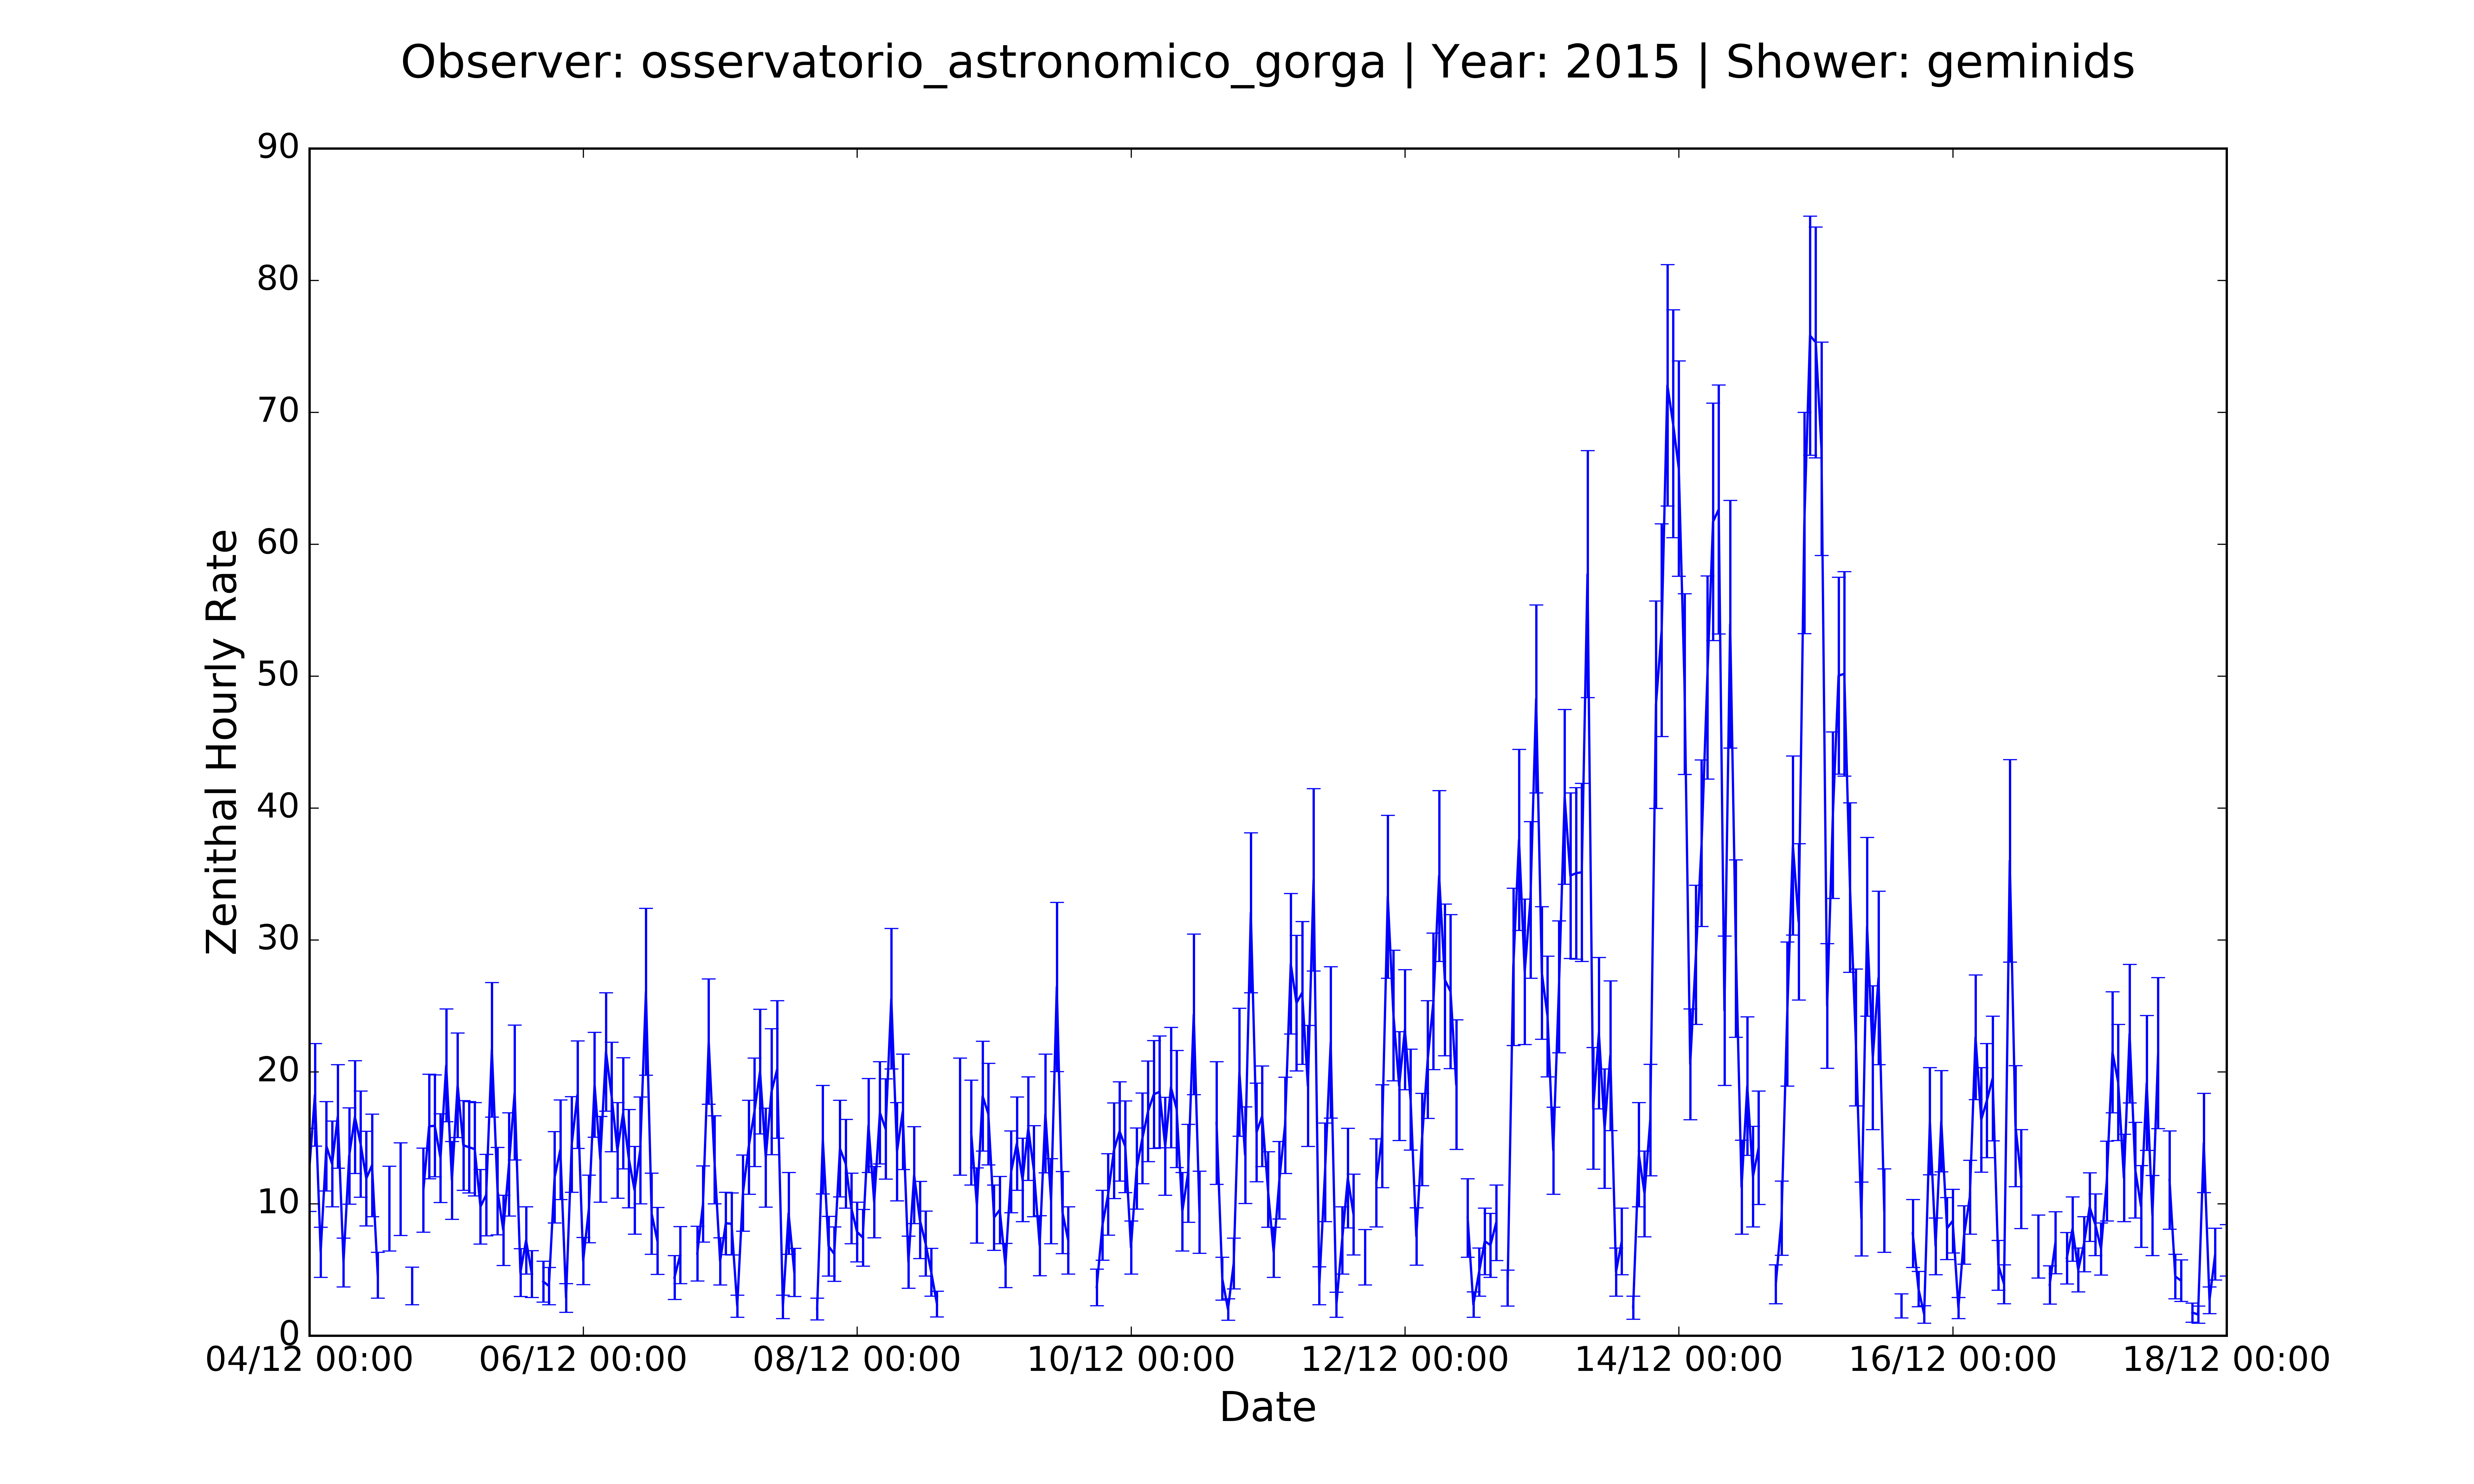 Observer: osservatorio_astronomico_gorga | Year: 2015 | Shower: geminids
90
80
70
60
50
40
30
20
10
0
Zenithal Hourly Rate
04/12 00:00 06/12 00:00 08/12 00:00 10/12 00:00 12/12 00:00 14/12 00:00 16/12 00:00 18/12 00:00
Date